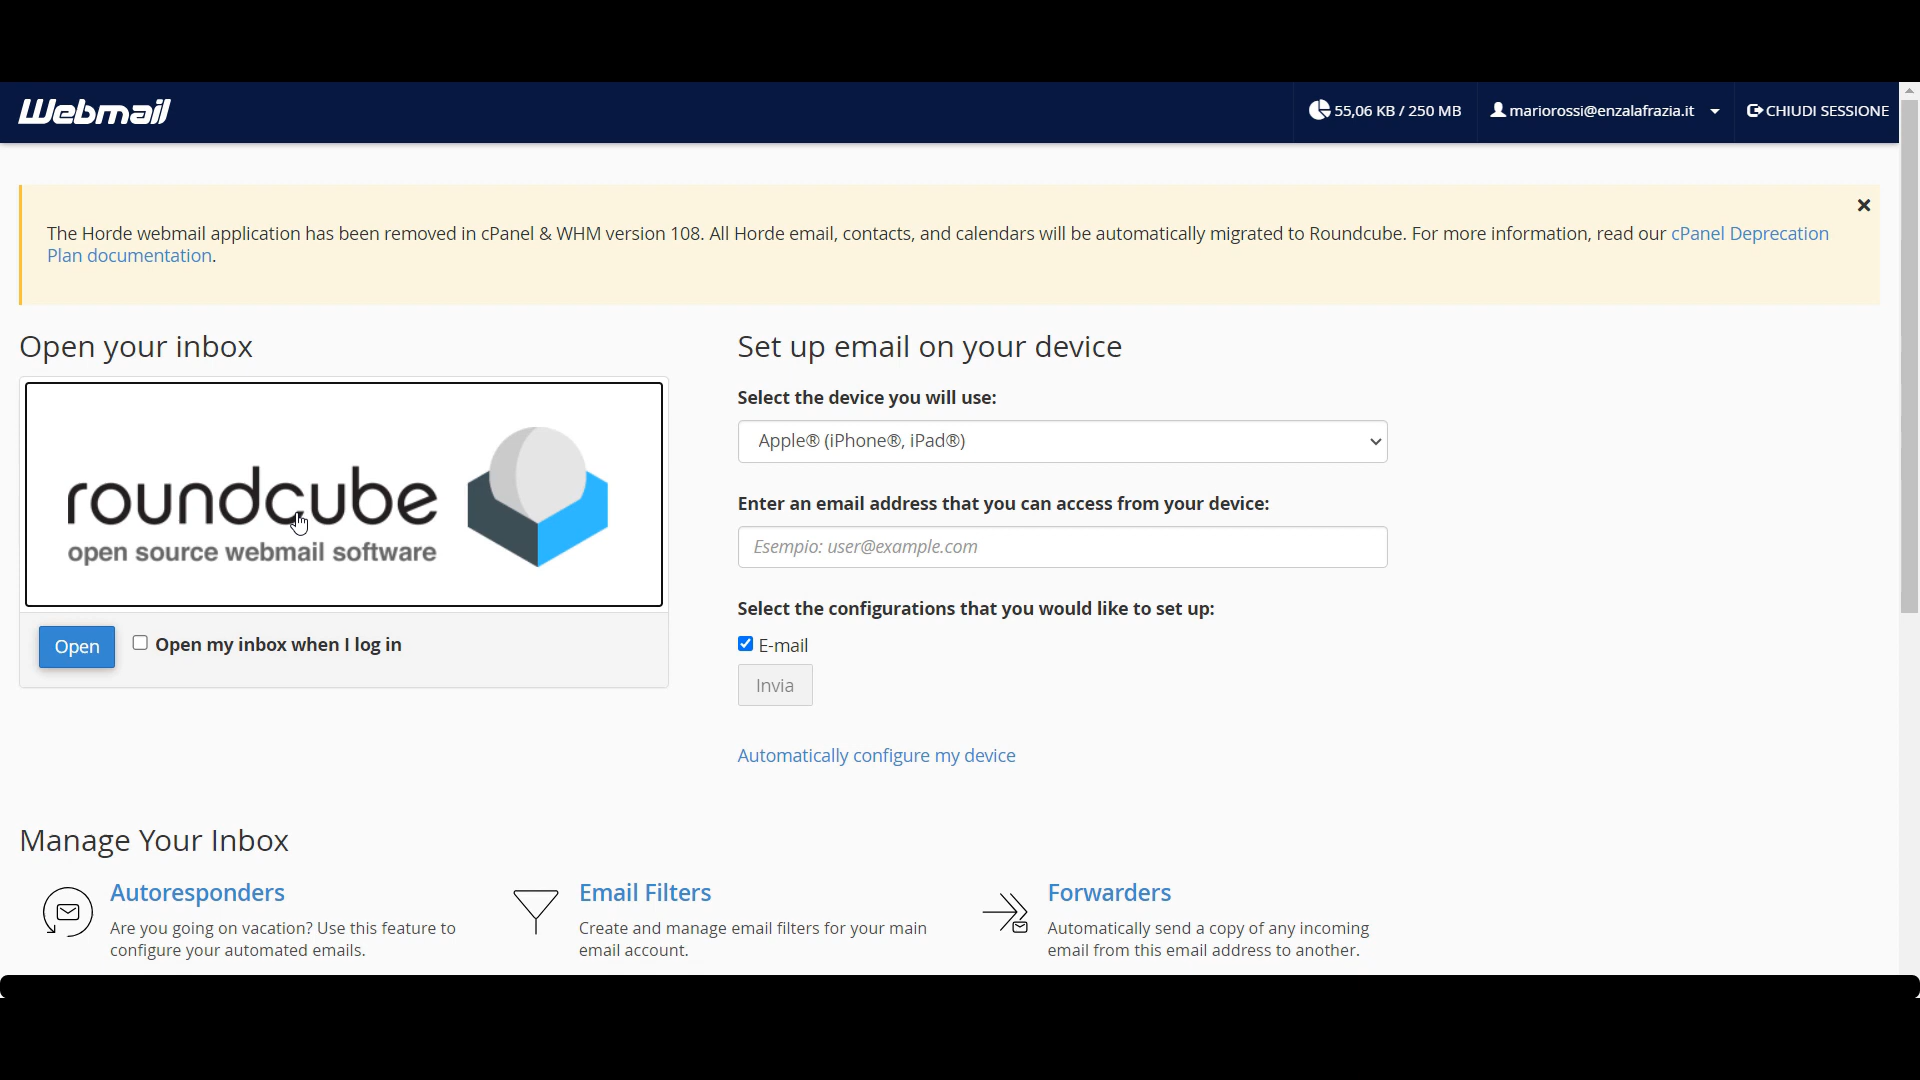 Webmail
55,06 KB / 250 MB
mariorossi@enzalafrazia.it
CHIUDI SESSIONE
The Horde webmail application has been removed in cPanel & WHM version 108. All Horde email, contacts, and calendars will be automatically migrated to Roundcube. For more information, read our cPanel Deprecation
Plan documentation.
Open your inbox
roundcube
open source webmail software
Open
Open my inbox when I log in
Set up email on your device
Select the device you will use:
Apple® (iPhone®, iPad®)
Enter an email address that you can access from your device:
Esempio: user@example.com
Select the configurations that you would like to set up:
E-mail
Invia
Automatically configure my device
Manage Your Inbox
Autoresponders
Are you going on vacation? Use this feature to
configure your automated emails.
Email Filters
Create and manage email filters for your main
email account.
Forwarders
Automatically send a copy of any incoming
email from this email address to another.